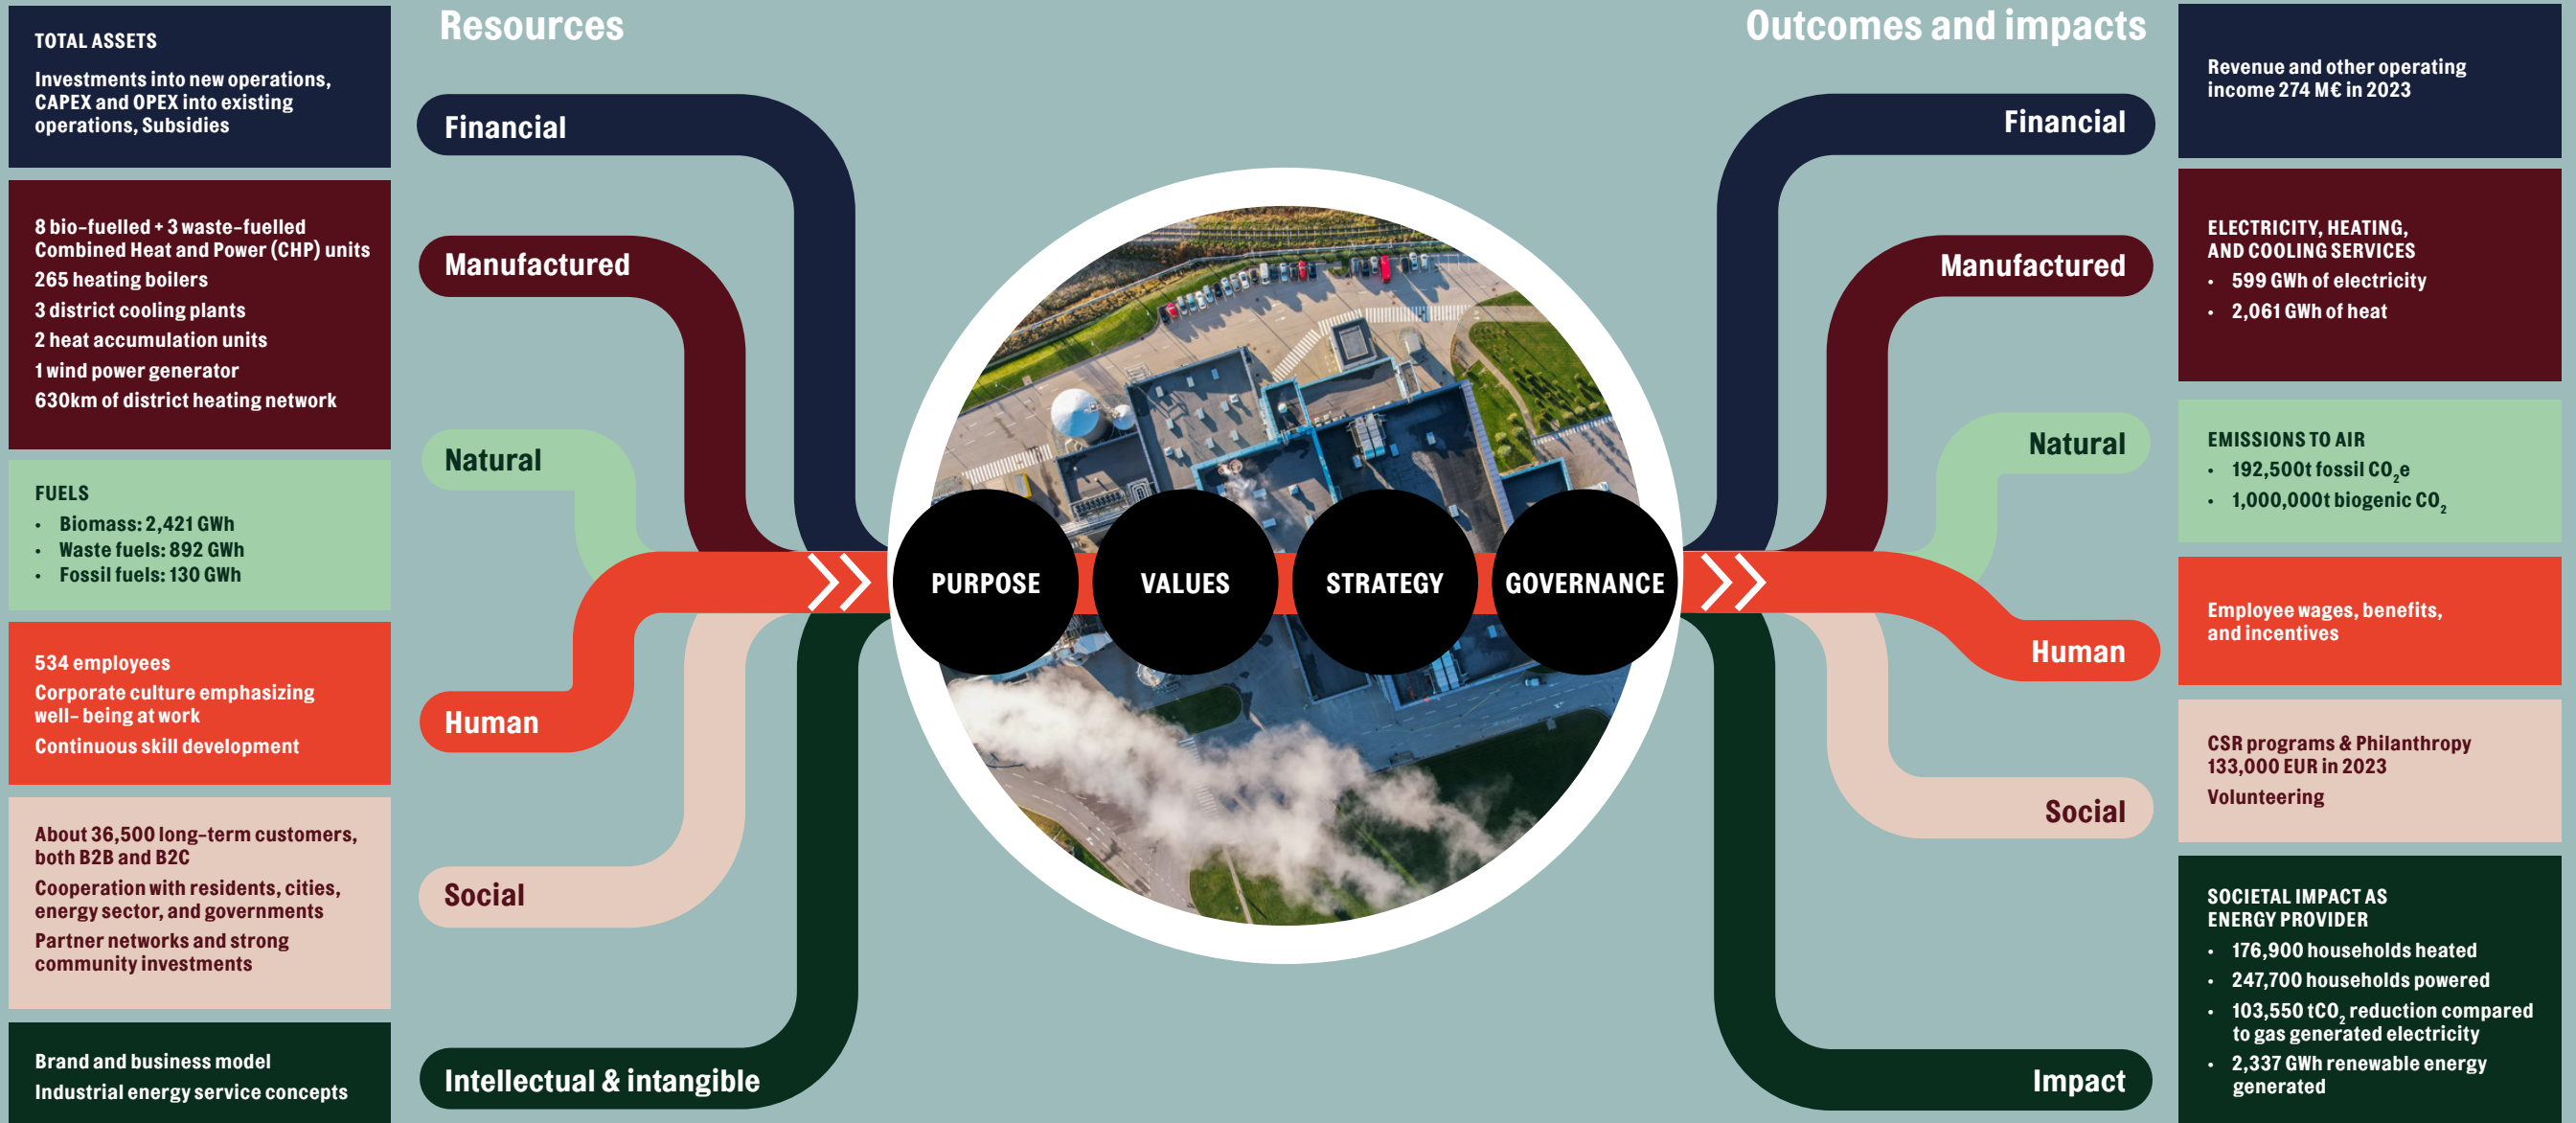 Resources
Outcomes and impacts
TOTAL ASSETS
Investments into new operations,
CAPEX and OPEX into existing
operations, Subsidies
8 bio-fuelled + 3 waste-fuelled
Combined Heat and Power (CHP) units
265 heating boilers
3 district cooling plants
2 heat accumulation units
1 wind power generator
630km of district heating network
FUELS
• Biomass: 2,421 GWh
• Waste fuels: 892 GWh
• Fossil fuels: 130 GWh
534 employees
Corporate culture emphasizing
well- being at work
Continuous skill development
About 36,500 long-term customers,
both B2B and B2C
Cooperation with residents, cities,
energy sector, and governments
Partner networks and strong
community investments
Brand and business model
Industrial energy service concepts
Financial
Manufactured
Natural
Human
Social
Intellectual & intangible
PURPOSE
VALUES
STRATEGY
GOVERNANCE
Financial
Manufactured
Natural
Human
Social
Impact
Revenue and other operating
income 274 M€ in 2023
ELECTRICITY, HEATING,
AND COOLING SERVICES
• 599 GWh of electricity
• 2,061 GWh of heat
EMISSIONS TO AIR
• 192,500t fossil CO₂e
• 1,000,000t biogenic CO₂
Employee wages, benefits,
and incentives
CSR programs & Philanthropy
133,000 EUR in 2023
Volunteering
SOCIETAL IMPACT AS
ENERGY PROVIDER
• 176,900 households heated
• 247,700 households powered
• 103,550 tCO₂ reduction compared
to gas generated electricity
• 2,337 GWh renewable energy
generated